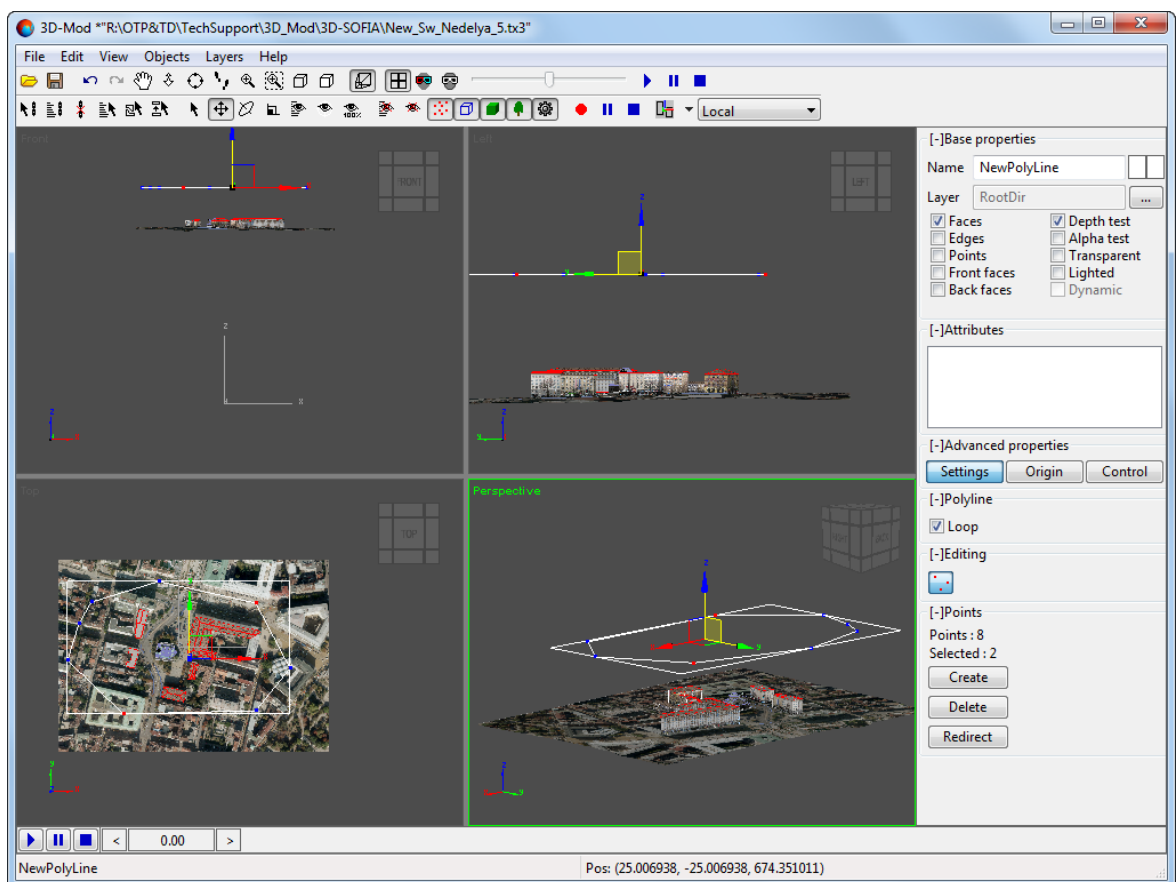 3D-Mod *"R:\OTP&TD\TechSupport\3D_Mod\3D-SOFIA\New_Sw_Nedelya_5.tx3"
File Edit View Objects Layers Help
100%
Local
Front
FRONT
Left
LEFT
z
x
z
y
z
x
z
y
Top
TOP
Perspective
RIGHT BACK
z
y
y
x
z
x y
[-]Base properties
Name NewPolyLine
Layer RootDir ...
Faces Depth test
Edges Alpha test
Points Transparent
Front faces Lighted
Back faces Dynamic
[-]Attributes
[-]Advanced properties
Settings Origin Control
[-]Polyline
Loop
[-]Editing
[-]Points
Points : 8
Selected : 2
Create
Delete
Redirect
< 0.00 >
NewPolyLine Pos: (25.006938, -25.006938, 674.351011)